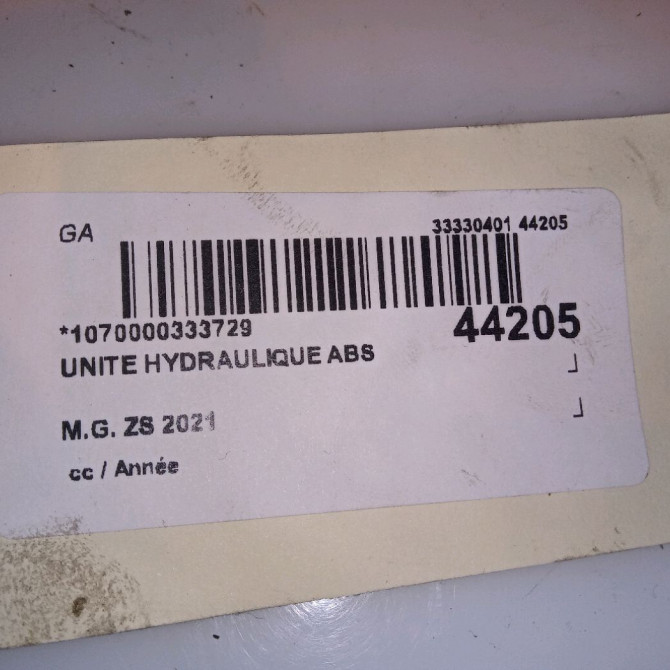 GA 33330401 44205
*1070000333729 44205
UNITE HYDRAULIQUE ABS
M.G. ZS 2021
cc / Année